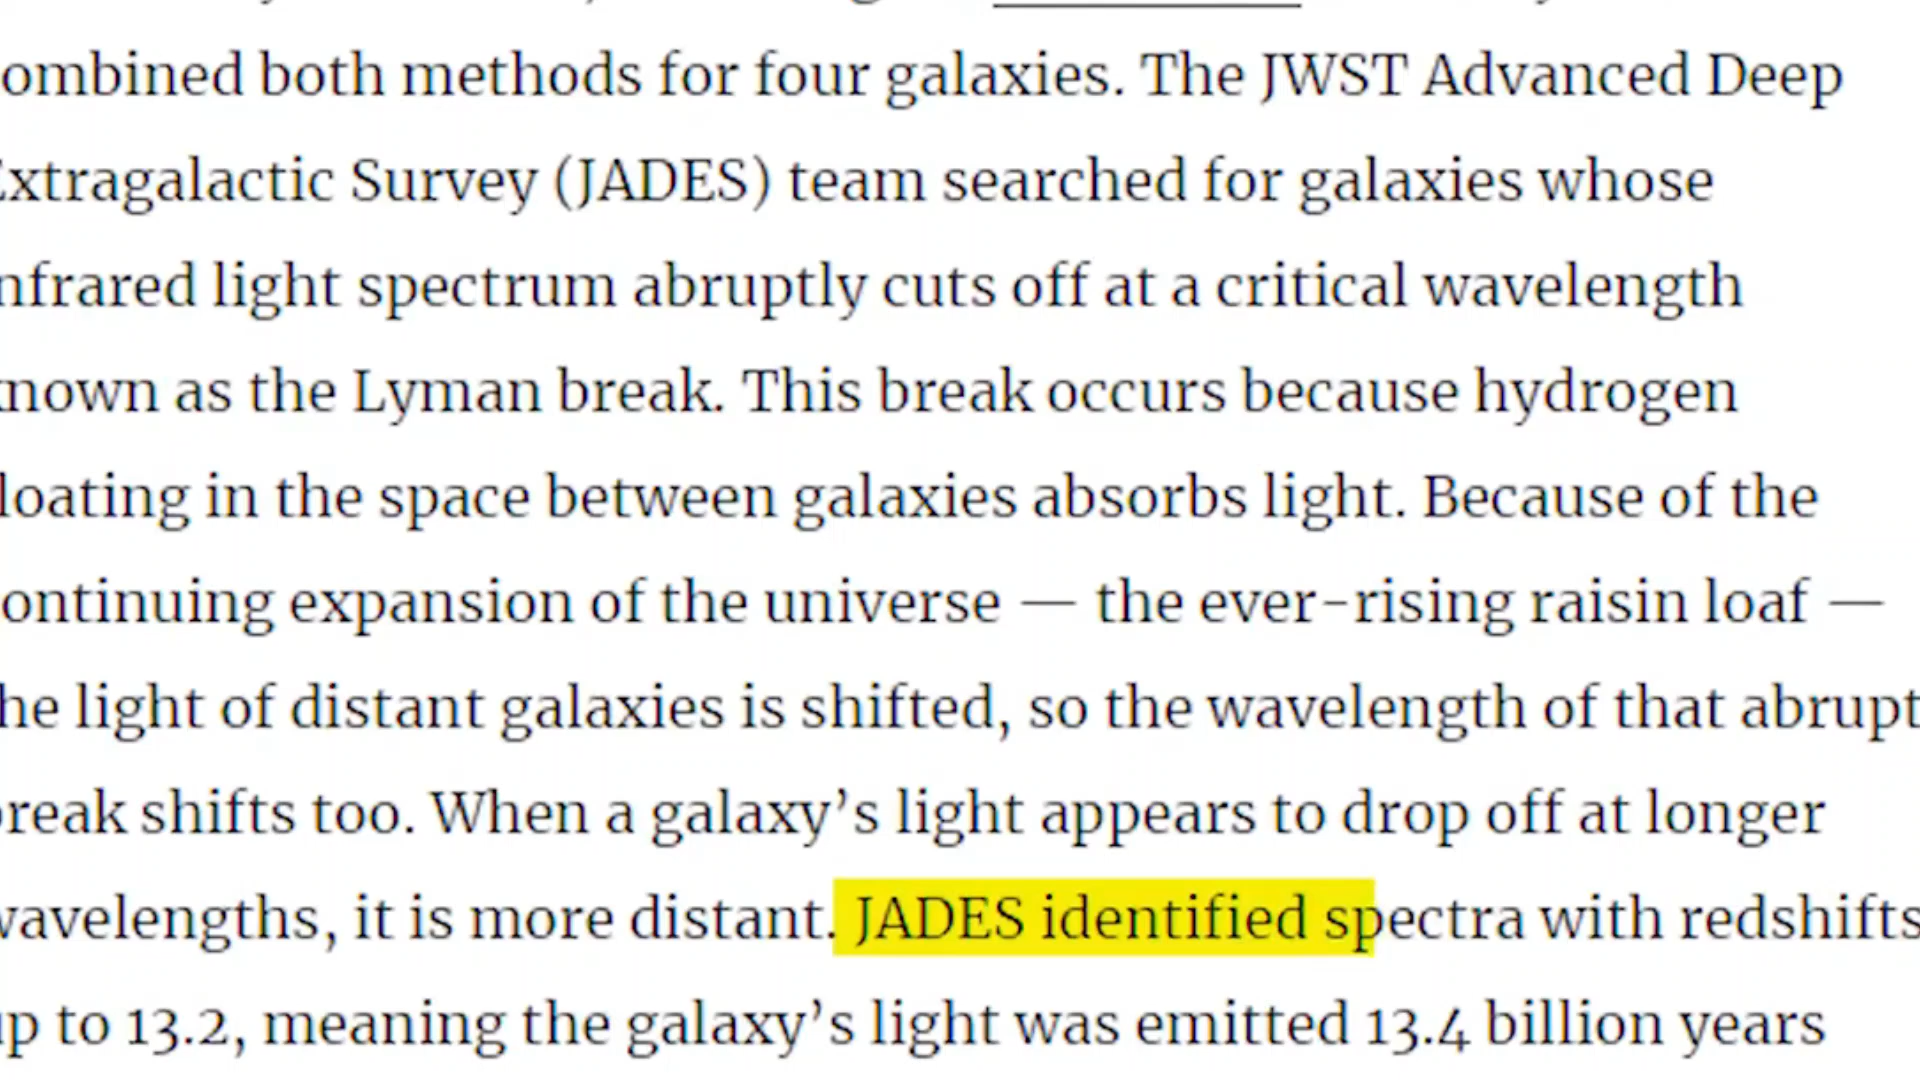 ombined both methods for four galaxies. The JWST Advanced Deep
Extragalactic Survey (JADES) team searched for galaxies whose
nfrared light spectrum abruptly cuts off at a critical wavelength
known as the Lyman break. This break occurs because hydrogen
loating in the space between galaxies absorbs light. Because of the
ontinuing expansion of the universe — the ever-rising raisin loaf —
he light of distant galaxies is shifted, so the wavelength of that abrupt
break shifts too. When a galaxy’s light appears to drop off at longer
wavelengths, it is more distant. JADES identified spectra with redshifts
up to 13.2, meaning the galaxy’s light was emitted 13.4 billion years